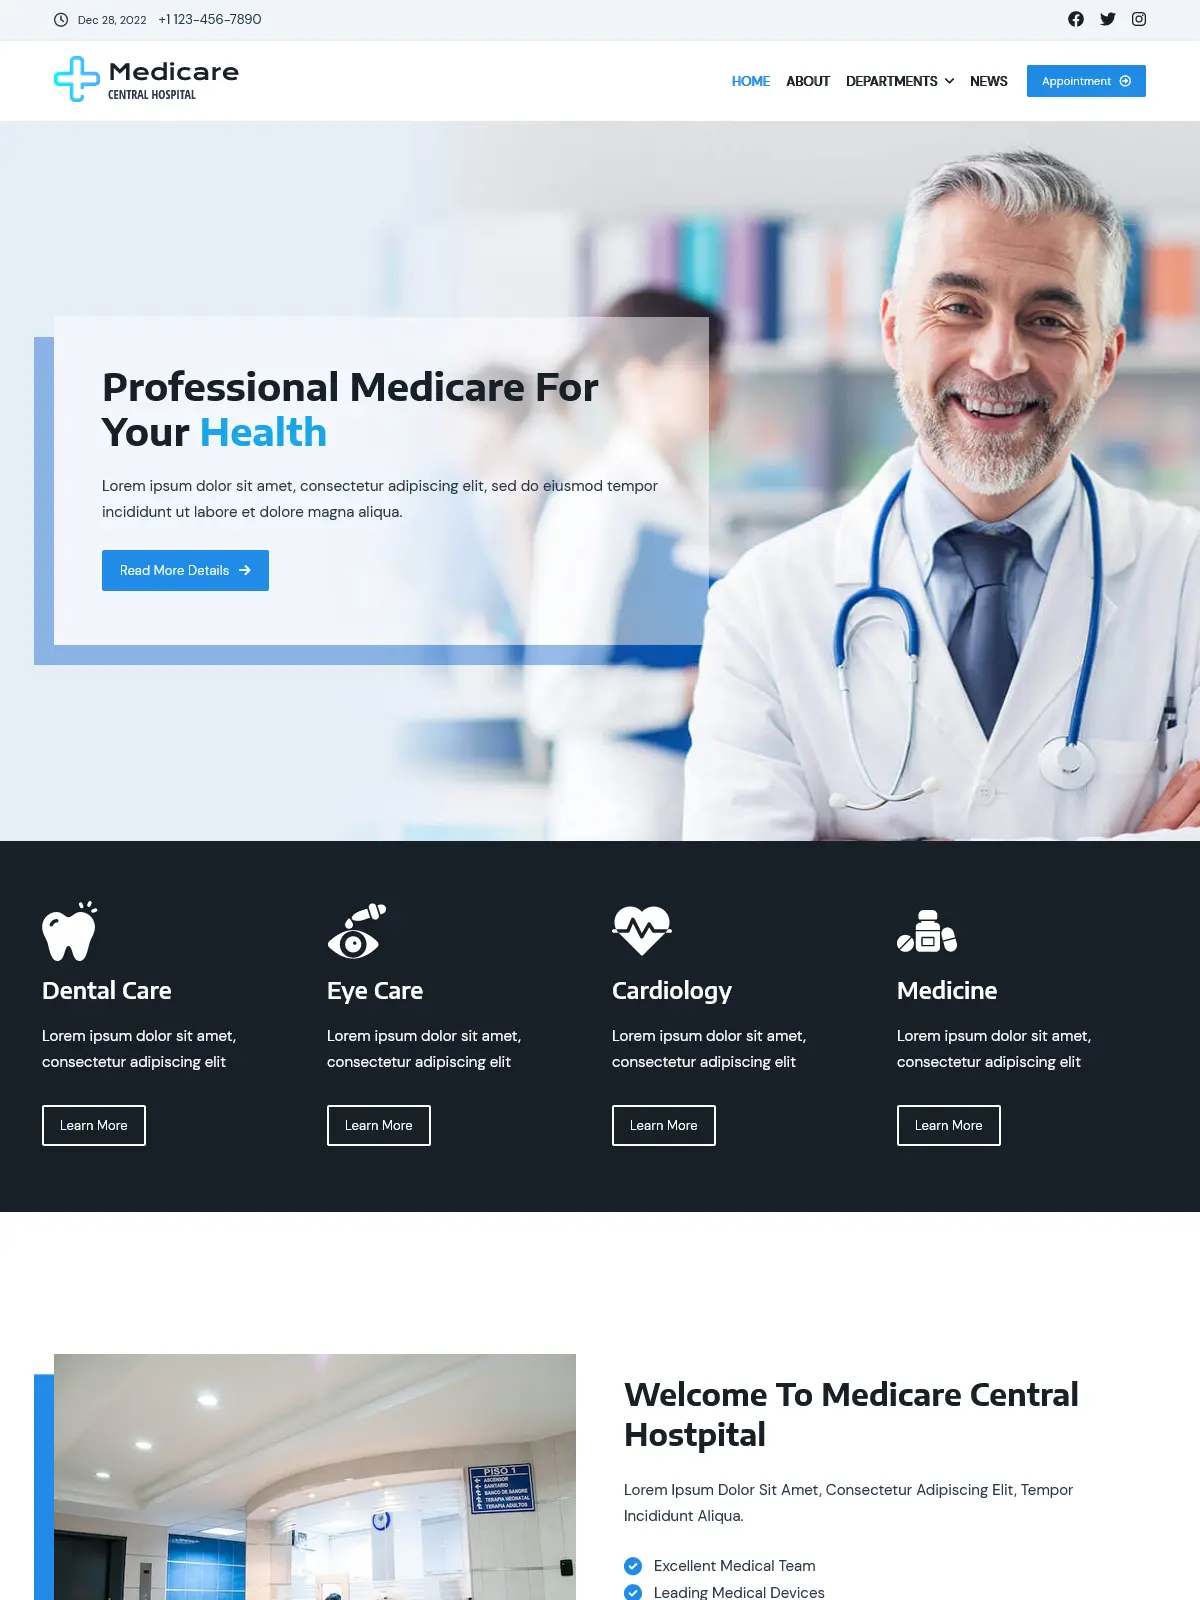 Dec 28, 2022 +1 123-456-7890
Medicare
CENTRAL HOSPITAL
HOME ABOUT DEPARTMENTS NEWS Appointment
Professional Medicare For
Your Health
Lorem ipsum dolor sit amet, consectetur adipiscing elit, sed do eiusmod tempor
incididunt ut labore et dolore magna aliqua.
Read More Details
Dental Care
Lorem ipsum dolor sit amet,
consectetur adipiscing elit
Learn More
Eye Care
Lorem ipsum dolor sit amet,
consectetur adipiscing elit
Learn More
Cardiology
Lorem ipsum dolor sit amet,
consectetur adipiscing elit
Learn More
Medicine
Lorem ipsum dolor sit amet,
consectetur adipiscing elit
Learn More
PISO 1
ASCENSOR
SANITARIO
BANCO DE SANGRE
TERAPIA NEONATAL
TERAPIA ADULTOS
Welcome To Medicare Central
Hostpital
Lorem Ipsum Dolor Sit Amet, Consectetur Adipiscing Elit, Tempor
Incididunt Aliqua.
Excellent Medical Team
Leading Medical Devices